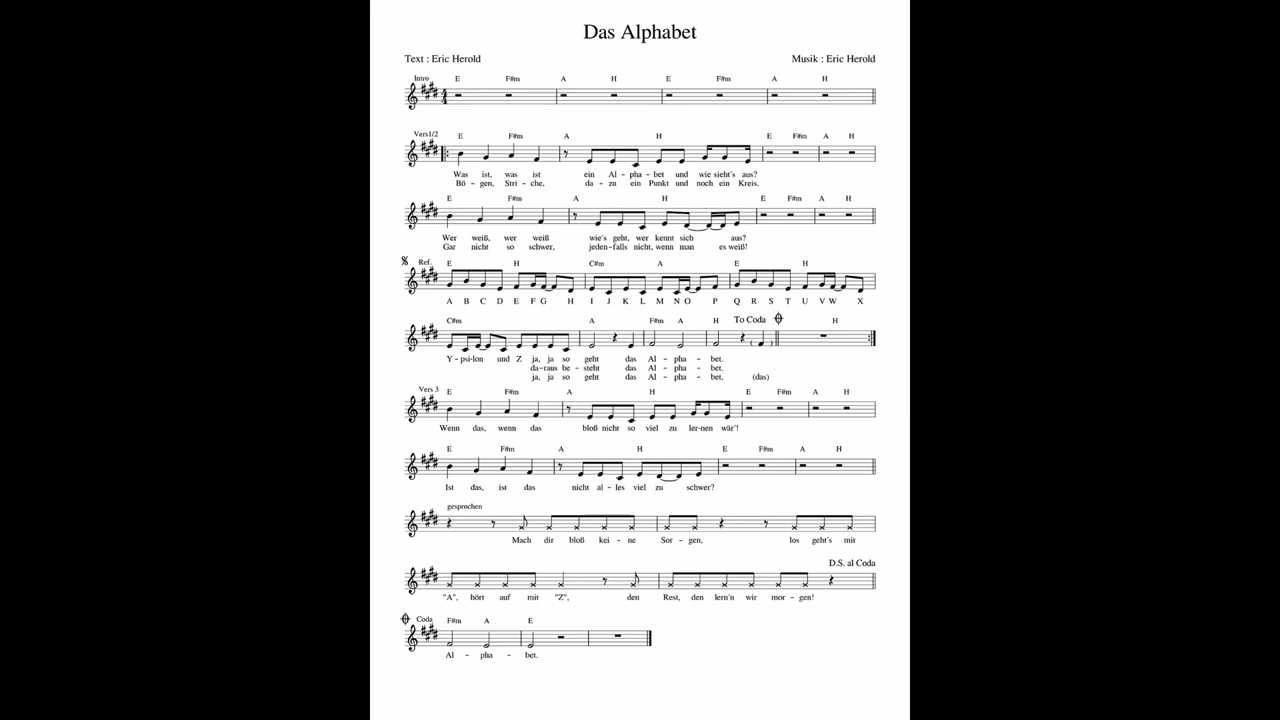 Das Alphabet
Text : Eric Herold
Musik : Eric Herold
Intro E F#m A H E F#m A H
Vers1/2 E F#m A H E F#m A H
Was ist, was ist ein Al - pha - bet und wie sieht's aus?
Bö - gen, Stri - che, da - zu ein Punkt und noch ein Kreis.
E F#m A H E F#m A H
Wer weiß, wer weiß wie's geht, wer kennt sich aus?
Gar nicht so schwer, jeden - falls nicht, wenn man es weiß!
Ref. E H C#m A E H
A B C D E F G H I J K L M N O P Q R S T U V W X
C#m A F#m A H To Coda H
Y - psi - lon und Z ja, ja so geht das Al - pha - bet,
da - raus be - steht das Al - pha - bet,
ja, ja so geht das Al - pha - bet, (das)
Vers 3 E F#m A H E F#m A H
Wenn das, wenn das bloß nicht so viel zu ler - nen wär'!
E F#m A H E F#m A H
Ist das, ist das nicht al - les viel zu schwer?
gesprochen
Mach dir bloß kei - ne Sor - gen, los geht's mit
D.S. al Coda
"A", hört auf mit "Z", den Rest, den lern'n wir mor - gen!
Coda F#m A E
Al - pha - bet.